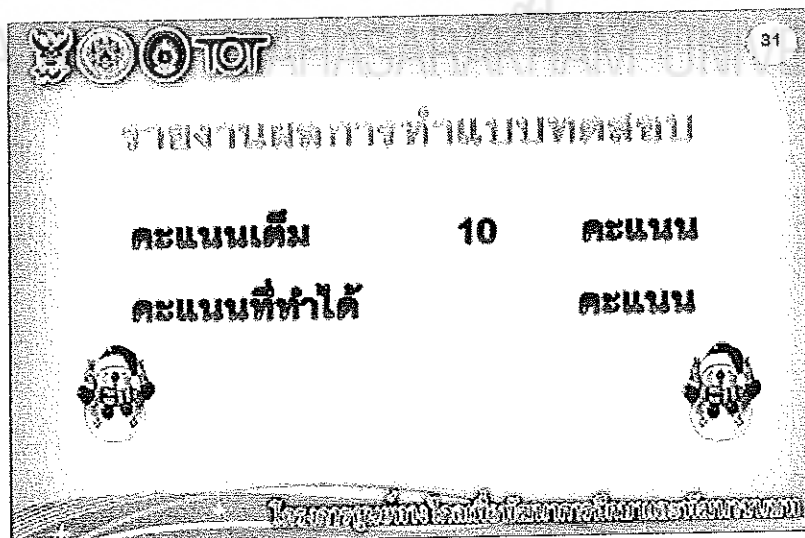 TOT
31
รายงานผลการทำแบบทดสอบ
คะแนนเต็ม 10 คะแนน
คะแนนที่ทำได้ คะแนน